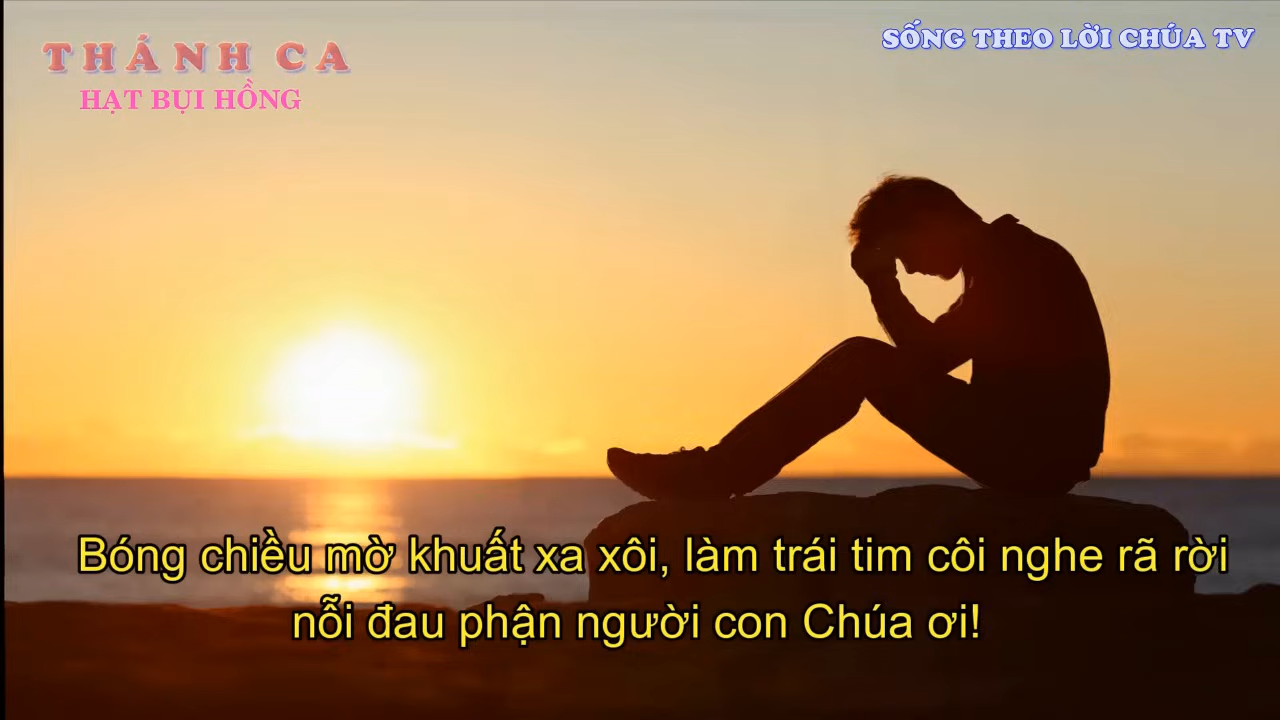 THÁNH CA
HẠT BỤI HỒNG
SỐNG THEO LỜI CHÚA TV
Bóng chiều mờ khuất xa xôi, làm trái tim côi nghe rã rời
nỗi đau phận người con Chúa ơi!